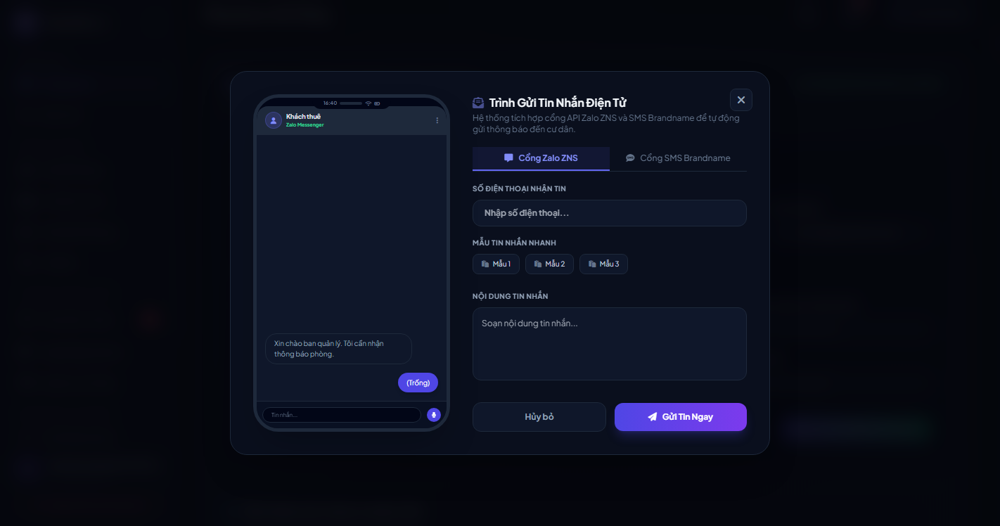 16:40
Khách thuê
Zalo Messenger
Xin chào ban quản lý. Tôi cần nhận
thông báo phòng.
(Trống)
Tin nhắn...
Trình Gửi Tin Nhắn Điện Tử
Hệ thống tích hợp cổng API Zalo ZNS và SMS Brandname để tự động
gửi thông báo đến cư dân.
Cổng Zalo ZNS
Cổng SMS Brandname
SỐ ĐIỆN THOẠI NHẬN TIN
Nhập số điện thoại...
MẪU TIN NHẮN NHANH
Mẫu 1
Mẫu 2
Mẫu 3
NỘI DUNG TIN NHẮN
Soạn nội dung tin nhắn...
Hủy bỏ
Gửi Tin Ngay